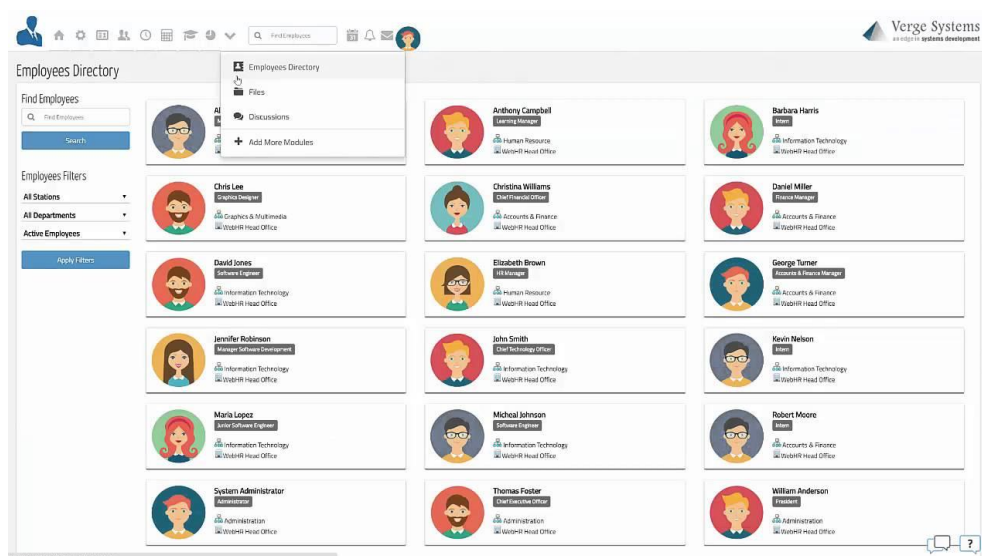 Find Employees
31
Verge Systems
an edge in systems development
Employees Directory
Employees Directory
Files
Discussions
Add More Modules
Find Employees
Find Employees
Search
Employees Filters
All Stations
All Departments
Active Employees
Apply Filters
Al
M
Anthony Campbell
Learning Manager
Human Resource
WebHR Head Office
Barbara Harris
Intern
Information Technology
WebHR Head Office
Chris Lee
Graphics Designer
Graphics & Multimedia
WebHR Head Office
Christina Williams
Chief Financial Officer
Accounts & Finance
WebHR Head Office
Daniel Miller
Finance Manager
Accounts & Finance
WebHR Head Office
David Jones
Software Engineer
Information Technology
WebHR Head Office
Elizabeth Brown
HR Manager
Human Resource
WebHR Head Office
George Turner
Accounts & Finance Manager
Accounts & Finance
WebHR Head Office
Jennifer Robinson
Manager Software Development
Information Technology
WebHR Head Office
John Smith
Chief Technology Officer
Information Technology
WebHR Head Office
Kevin Nelson
Intern
Information Technology
WebHR Head Office
Maria Lopez
Junior Software Engineer
Information Technology
WebHR Head Office
Micheal Johnson
Software Engineer
Information Technology
WebHR Head Office
Robert Moore
Intern
Accounts & Finance
WebHR Head Office
System Administrator
Administrator
Administration
WebHR Head Office
Thomas Foster
Chief Executive Officer
Administration
WebHR Head Office
William Anderson
President
Administration
WebHR Head Office
?